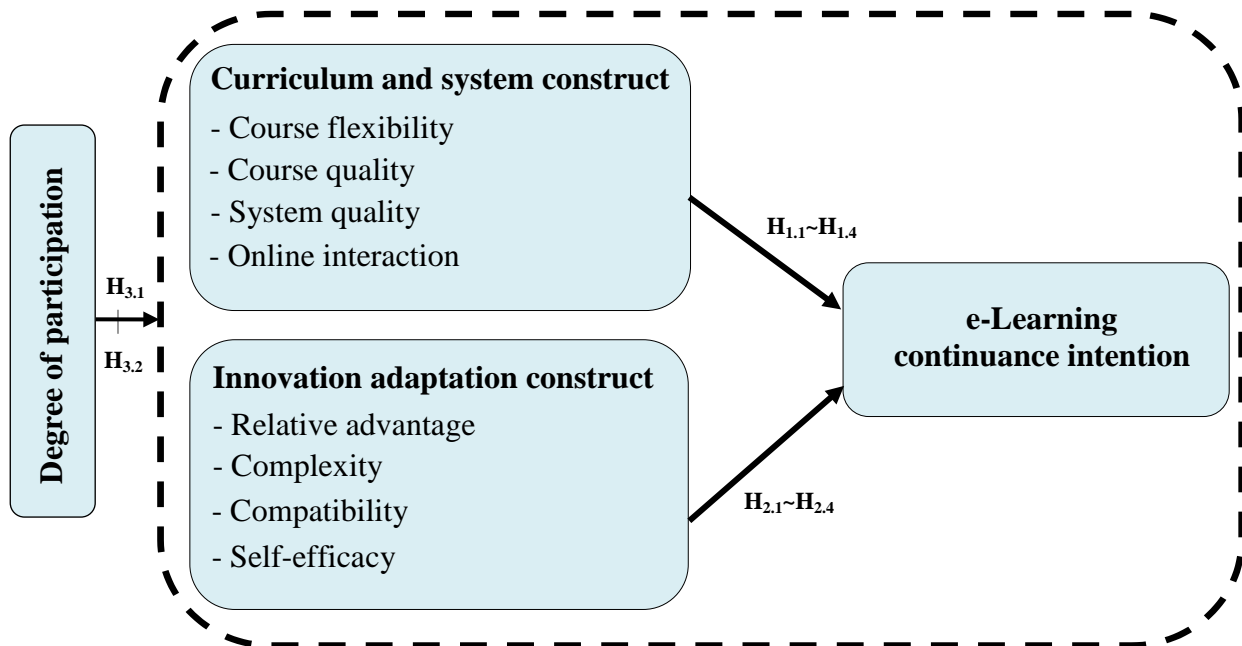 Degree of participation
H3.1
H3.2
Curriculum and system construct
- Course flexibility
- Course quality
- System quality
- Online interaction
Innovation adaptation construct
- Relative advantage
- Complexity
- Compatibility
- Self-efficacy
H1.1~H1.4
H2.1~H2.4
e-Learning
continuance intention